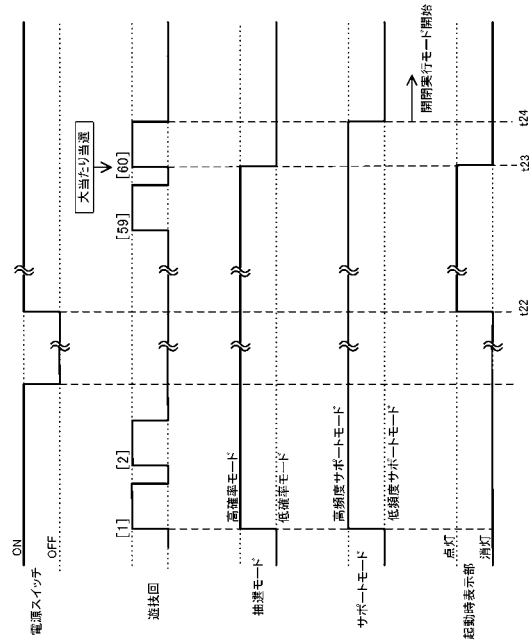 電源スイッチ
ON
OFF
大当たり当選
遊技回
[1]
[2]
[59]
[60]
抽選モード
高確率モード
低確率モード
サポートモード
高頻度サポートモード
低頻度サポートモード
開閉実行モード開始
起動時表示部
点灯
消灯
t22
t23
t24